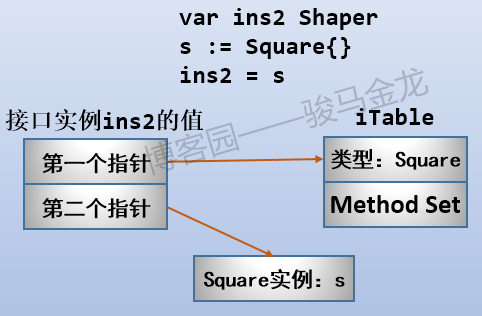 var ins2 Shaper
s := Square{}
ins2 = s
接口实例ins2的值
iTable
第一个指针
类型：Square
第二个指针
Method Set
Square实例：s
博客园——骏马金龙